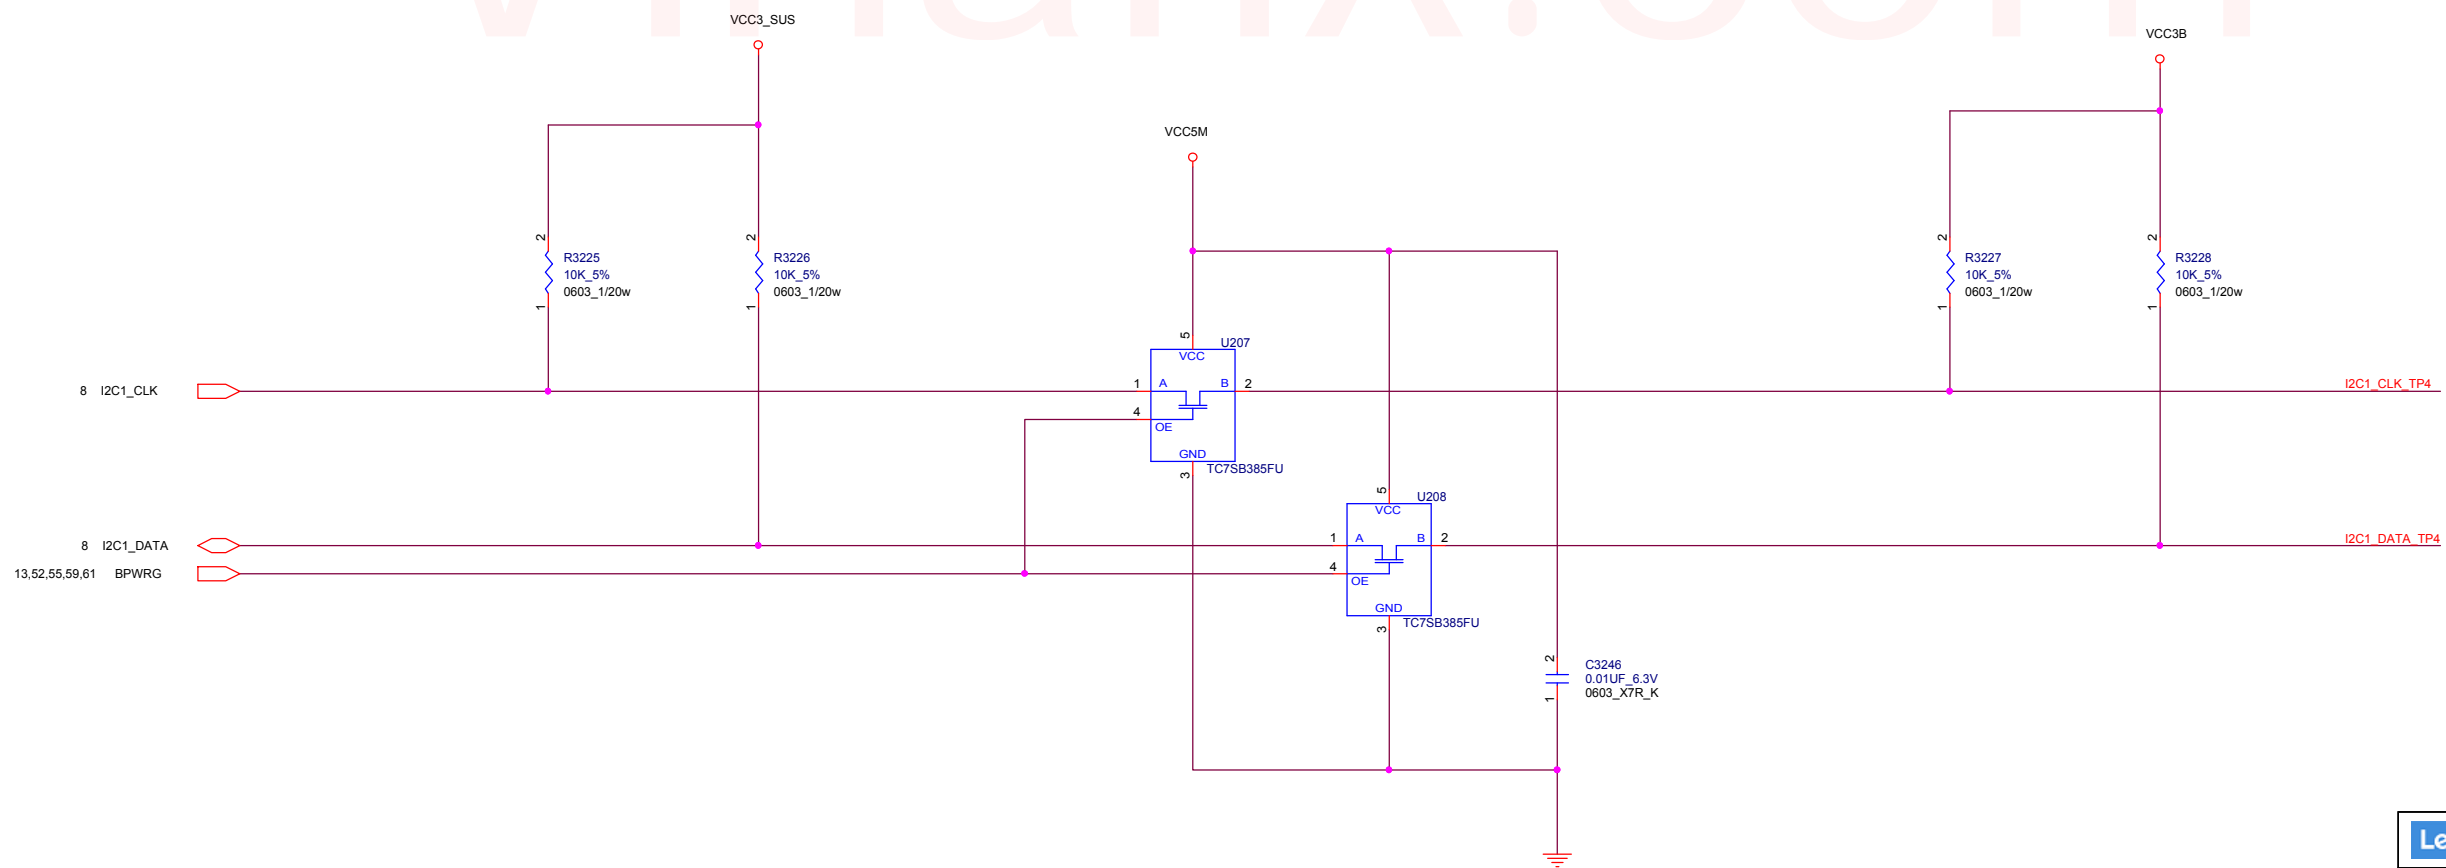 VCC3_SUS
VCC3B
VCC5M
2
R3225
10K_5%
0603_1/20w
1
2
R3226
10K_5%
0603_1/20w
1
2
R3227
10K_5%
0603_1/20w
1
2
R3228
10K_5%
0603_1/20w
1
5
U207
VCC
8 I2C1_CLK
1
A
B
2
I2C1_CLK_TP4
4
OE
GND
TC7SB385FU
3
5
U208
VCC
8 I2C1_DATA
1
A
B
2
I2C1_DATA_TP4
13,52,55,59,61 BPWRG
4
OE
GND
TC7SB385FU
3
2
C3246
0.01UF_6.3V
0603_X7R_K
1
Le